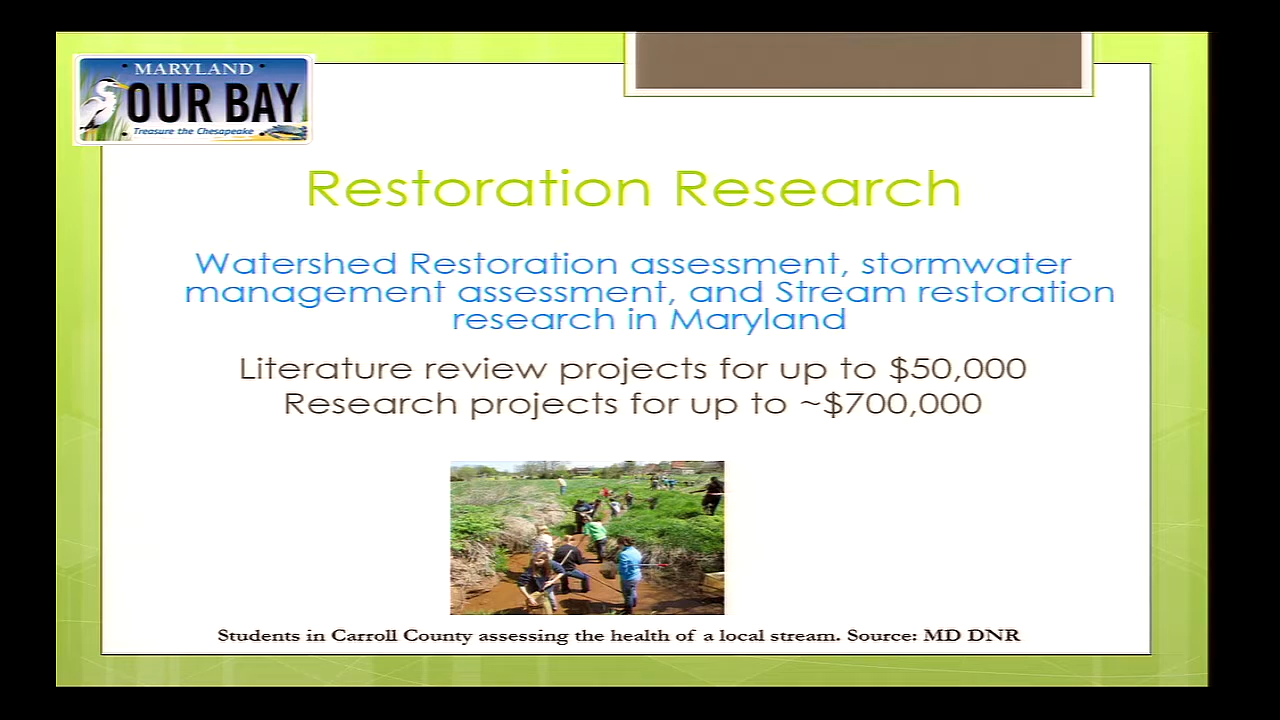 MARYLAND
OUR BAY
Treasure the Chesapeake
Restoration Research
Watershed Restoration assessment, stormwater
management assessment, and Stream restoration
research in Maryland
Literature review projects for up to $50,000
Research projects for up to ~$700,000
Students in Carroll County assessing the health of a local stream. Source: MD DNR